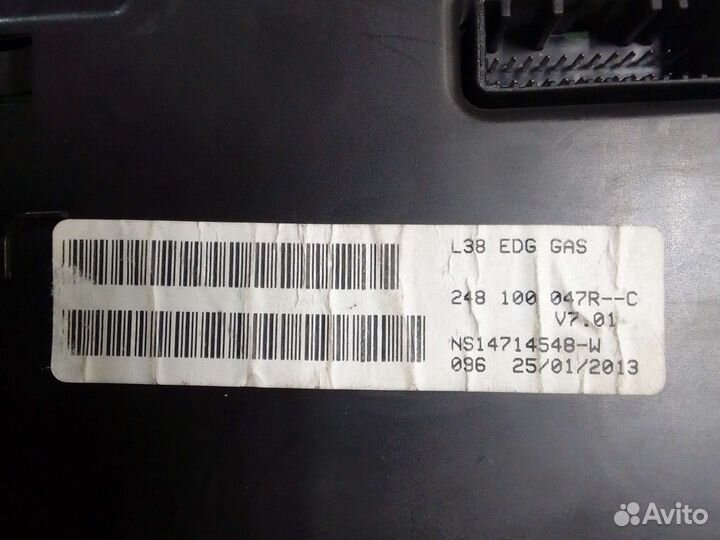 L38 EDG GAS
248 100 047R--C
V7.01
NS14714548-W
096 25/01/2013
Avito